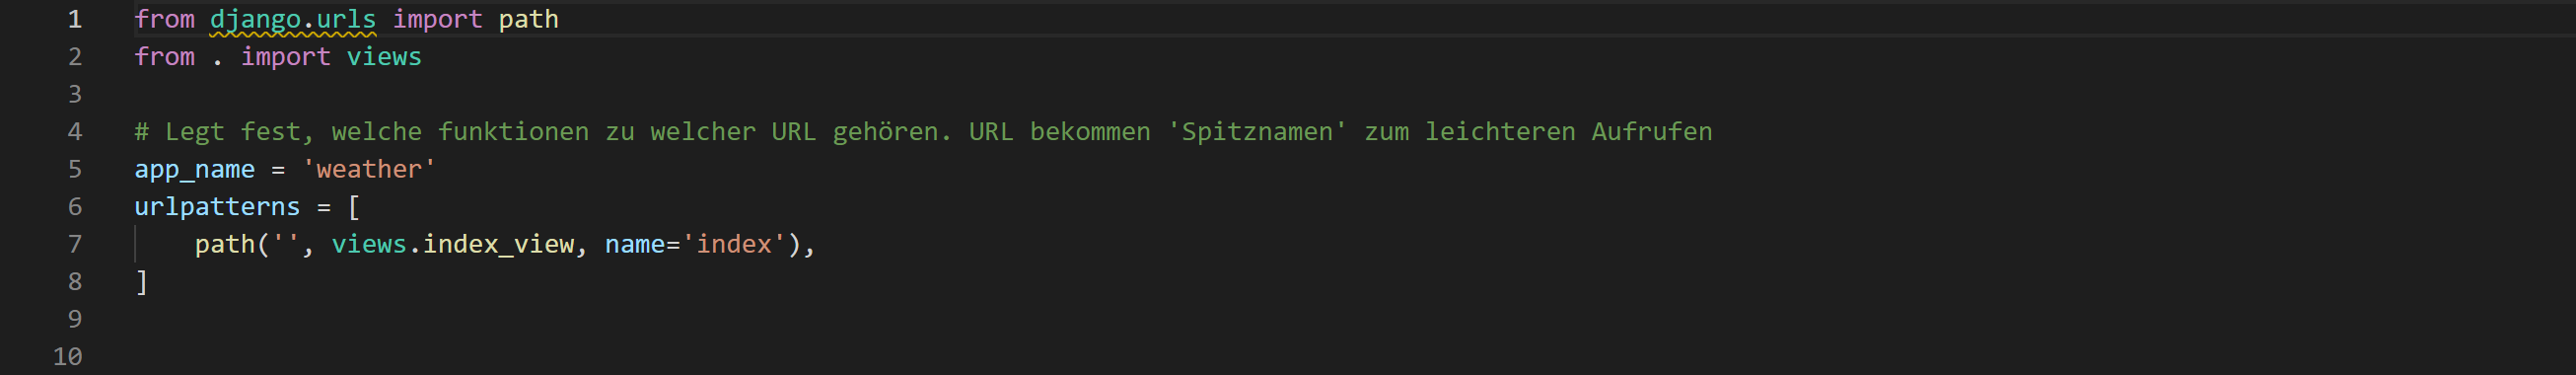 1 from django.urls import path
2 from . import views
3
4 # Legt fest, welche funktionen zu welcher URL gehören. URL bekommen 'Spitznamen' zum leichteren Aufrufen
5 app_name = 'weather'
6 urlpatterns = [
7     path('', views.index_view, name='index'),
8 ]
9
10